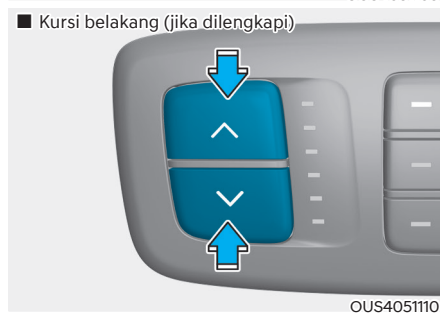 ■ Kursi belakang (jika dilengkapi)
OUS4051110